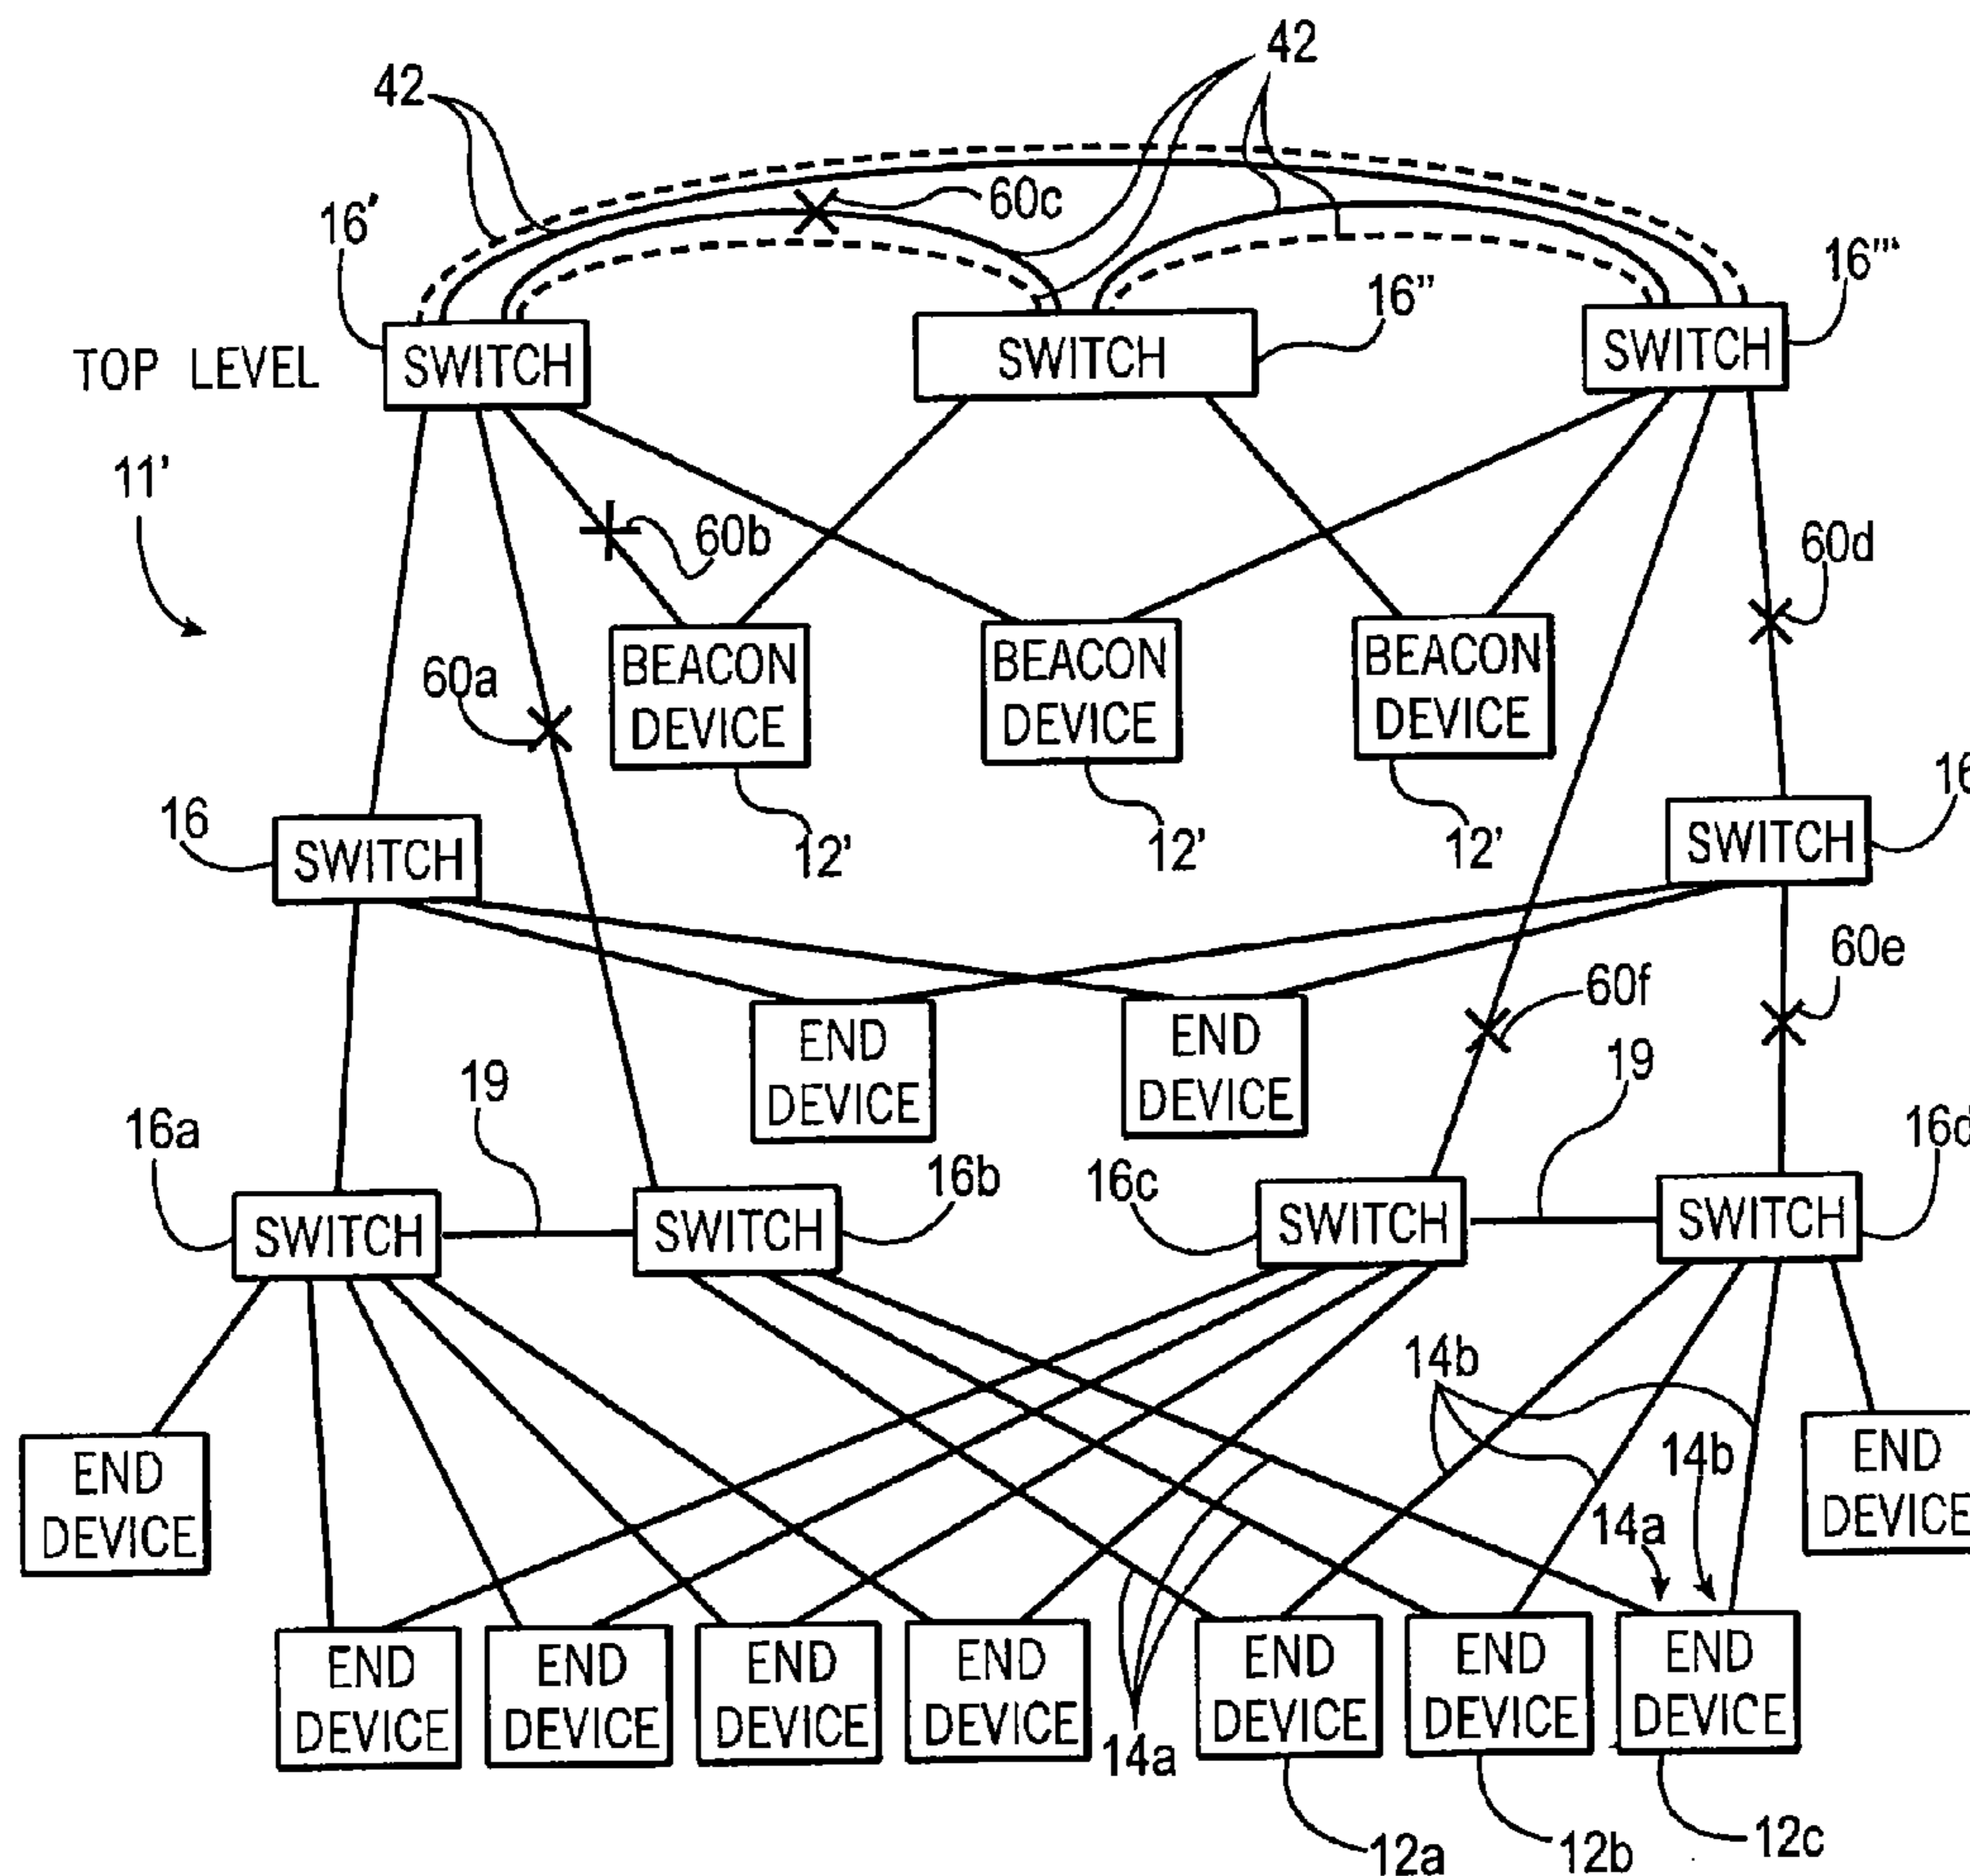 42
42
60c
16'
16"
16"'
SWITCH
SWITCH
SWITCH
TOP LEVEL
11'
60b
60d
60a
BEACON
DEVICE
BEACON
DEVICE
BEACON
DEVICE
16
SWITCH
12'
12'
12'
SWITCH
16
60e
60f
END
DEVICE
END
DEVICE
19
19
16a
16b
16c
16d
SWITCH
SWITCH
SWITCH
SWITCH
14b
14b
14a
END
DEVICE
END
DEVICE
END
DEVICE
END
DEVICE
END
DEVICE
END
DEVICE
END
DEVICE
END
DEVICE
END
DEVICE
14a
12a
12b
12c